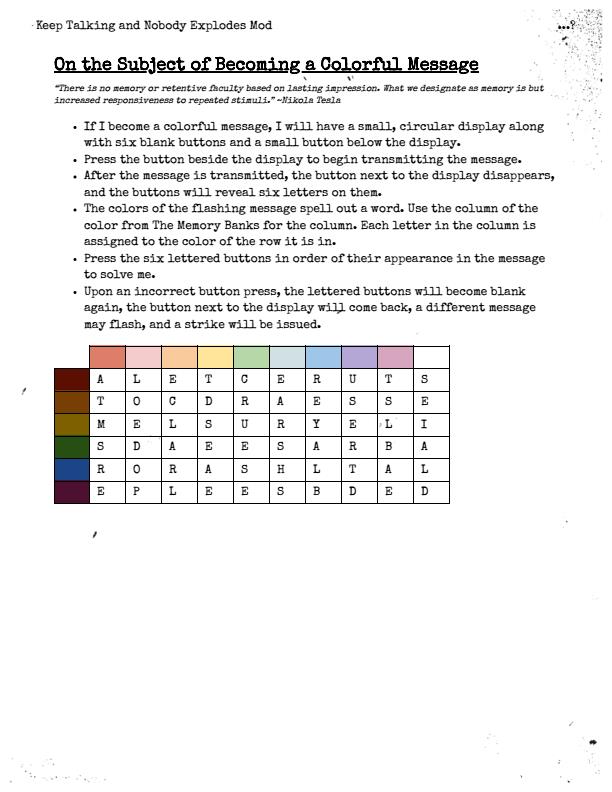 Keep Talking and Nobody Explodes Mod
...?
On the Subject of Becoming a Colorful Message
"There is no memory or retentive faculty based on lasting impression. What we designate as memory is but
increased responsiveness to repeated stimuli." ~Nikola Tesla
• If I become a colorful message, I will have a small, circular display along
with six blank buttons and a small button below the display.
• Press the button beside the display to begin transmitting the message.
• After the message is transmitted, the button next to the display disappears,
and the buttons will reveal six letters on them.
• The colors of the flashing message spell out a word. Use the column of the
color from The Memory Banks for the column. Each letter in the column is
assigned to the color of the row it is in.
• Press the six lettered buttons in order of their appearance in the message
to solve me.
• Upon an incorrect button press, the lettered buttons will become blank
again, the button next to the display will come back, a different message
may flash, and a strike will be issued.
A L E T C E R U T S
T O C D R A E S S E
M E L S U R Y E L I
S D A E E S A R B A
R O R A S H L T A L
E P L E E S B D E D